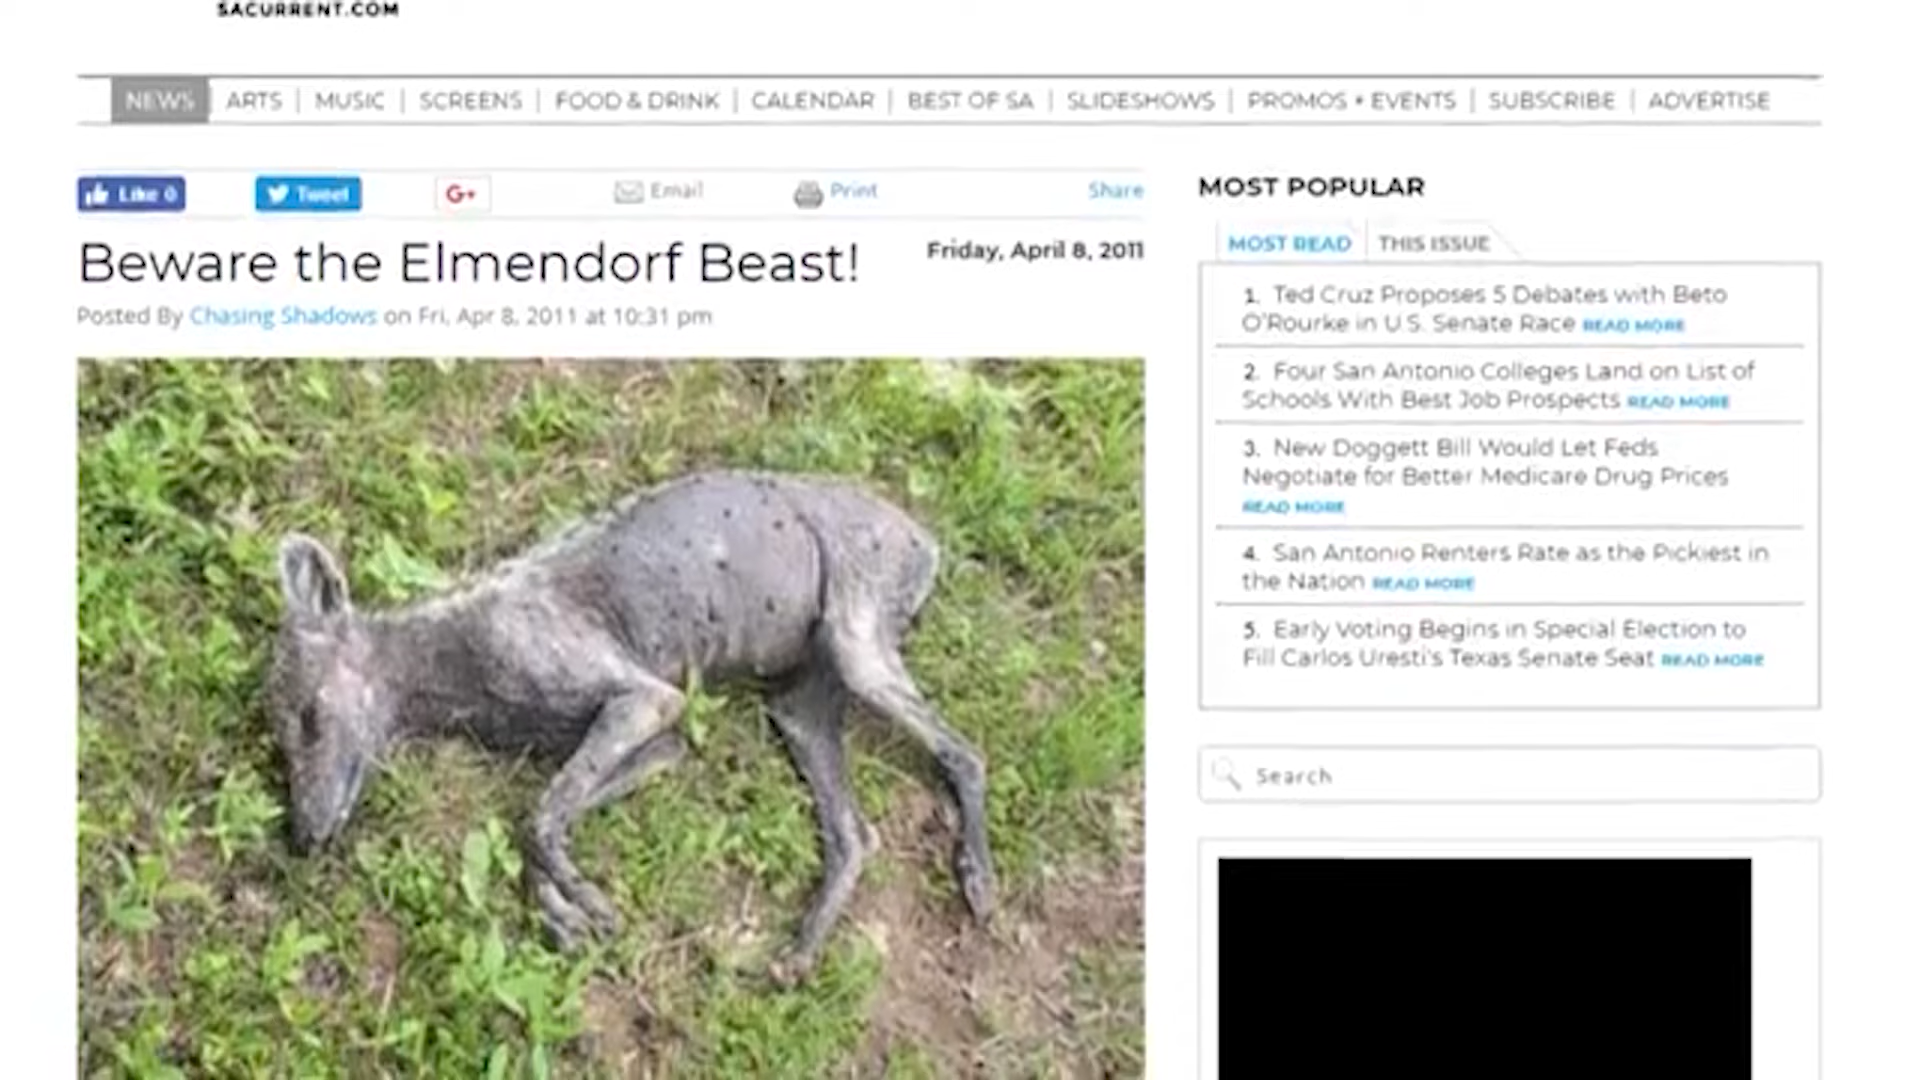 SACURRENT.COM
NEWS ARTS MUSIC SCREENS FOOD & DRINK CALENDAR BEST OF SA SLIDESHOWS PROMOS + EVENTS SUBSCRIBE ADVERTISE
Like 0 Tweet G+ Email Print Share
Beware the Elmendorf Beast!
Friday, April 8, 2011
Posted By Chasing Shadows on Fri, Apr 8, 2011 at 10:31 pm
MOST POPULAR
MOST READ THIS ISSUE
1. Ted Cruz Proposes 5 Debates with Beto
O'Rourke in U.S. Senate Race READ MORE
2. Four San Antonio Colleges Land on List of
Schools With Best Job Prospects READ MORE
3. New Doggett Bill Would Let Feds
Negotiate for Better Medicare Drug Prices
READ MORE
4. San Antonio Renters Rate as the Pickiest in
the Nation READ MORE
5. Early Voting Begins in Special Election to
Fill Carlos Uresti's Texas Senate Seat READ MORE
Search